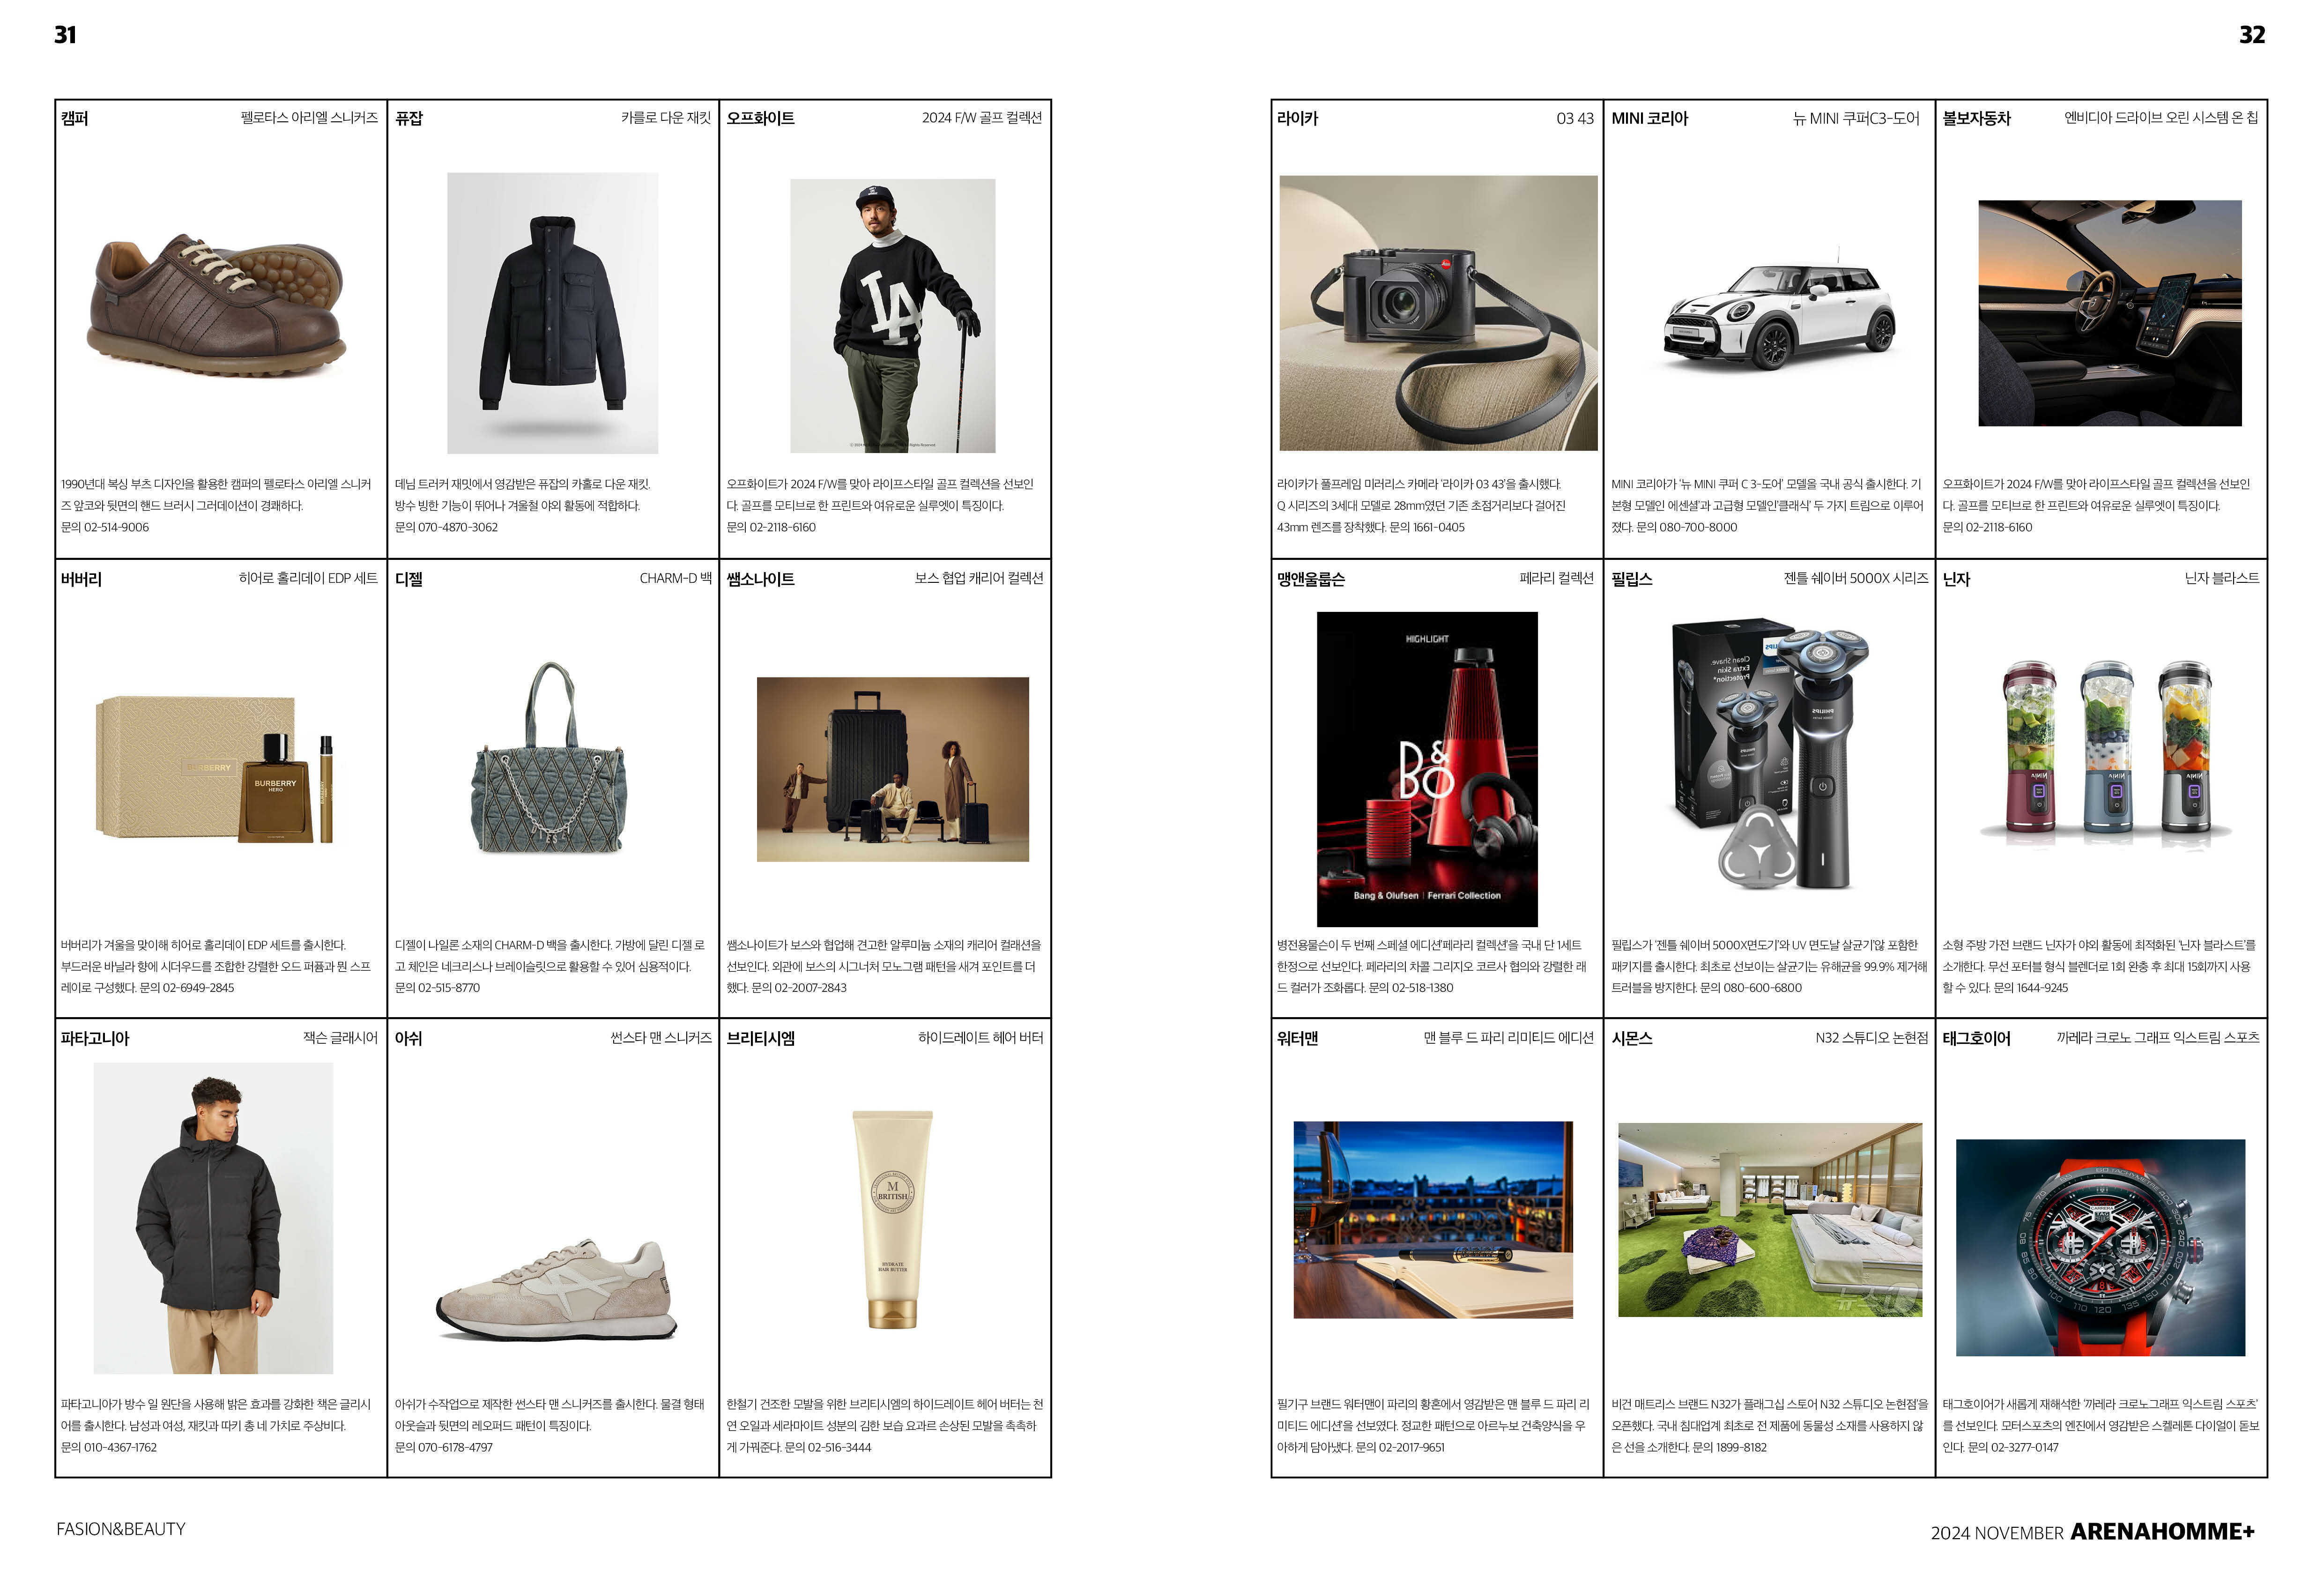 31
32
캠퍼
펠로타스 아리엘 스니커즈
1990년대 복싱 부츠 디자인을 활용한 캠퍼의 펠로타스 아리엘 스니커
즈 앞코와 뒷면의 핸드 브러시 그러데이션이 경쾌하다.
문의 02-514-9006
퓨잡
카를로 다운 재킷
데님 트러커 재밋에서 영감받은 퓨잡의 카홀로 다운 재킷.
방수 빙한 기능이 뛰어나 겨울철 야외 활동에 적합하다.
문의 070-4870-3062
오프화이트
2024 F/W 골프 컬렉션
오프화이트가 2024 F/W를 맞아 라이프스타일 골프 컬렉션을 선보인
다. 골프를 모티브로 한 프린트와 여유로운 실루엣이 특징이다.
문의 02-2118-6160
버버리
히어로 홀리데이 EDP 세트
BURBERRY
BURBERRY
HERO
버버리가 겨울을 맞이해 히어로 홀리데이 EDP 세트를 출시한다.
부드러운 바닐라 향에 시더우드를 조합한 강렬한 오드 퍼퓸과 뭔 스프
레이로 구성했다. 문의 02-6949-2845
디젤
CHARM-D 백
디젤이 나일론 소재의 CHARM-D 백을 출시한다. 가방에 달린 디젤 로
고 체인은 네크리스나 브레이슬릿으로 활용할 수 있어 심용적이다.
문의 02-515-8770
쌤소나이트
보스 협업 캐리어 컬렉션
쌤소나이트가 보스와 협업해 견고한 알루미늄 소재의 캐리어 컬래션을
선보인다. 외관에 보스의 시그너처 모노그램 패턴을 새겨 포인트를 더
했다. 문의 02-2007-2843
파타고니아
잭슨 글래시어
파타고니아가 방수 일 원단을 사용해 밝은 효과를 강화한 책은 글리시
어를 출시한다. 남성과 여성, 재킷과 따키 총 네 가치로 주상비다.
문의 010-4367-1762
아쉬
썬스타 맨 스니커즈
아쉬가 수작업으로 제작한 썬스타 맨 스니커즈를 출시한다. 물결 형태
아웃슬과 뒷면의 레오퍼드 패턴이 특징이다.
문의 070-6178-4797
브리티시엠
하이드레이트 헤어 버터
M
BRITISH
HYDRATE
HAIR BUTTER
한철기 건조한 모발을 위한 브리티시엠의 하이드레이트 헤어 버터는 천
연 오일과 세라마이트 성분의 김한 보습 요과르 손상된 모발을 촉촉하
게 가꿔준다. 문의 02-516-3444
라이카
03 43
라이카가 풀프레임 미러리스 카메라 '라이카 03 43'을 출시했다.
Q 시리즈의 3세대 모델로 28mm였던 기존 초점거리보다 걸어진
43mm 렌즈를 장착했다. 문의 1661-0405
MINI 코리아
뉴 MINI 쿠퍼C3-도어
MINI 코리아가 '뉴 MINI 쿠퍼 C 3-도어' 모델올 국내 공식 출시한다. 기
본형 모델인 에센셜'과 고급형 모델인'클래식' 두 가지 트림으로 이루어
졌다. 문의 080-700-8000
볼보자동차
엔비디아 드라이브 오린 시스템 온 칩
오프화이트가 2024 F/W를 맞아 라이프스타일 골프 컬렉션을 선보인
다. 골프를 모티브로 한 프린트와 여유로운 실루엣이 특징이다.
문의 02-2118-6160
맹앤울룹슨
페라리 컬렉션
HIGHLIGHT
B&
BO
Bang & Olufsen | Ferrari Collection
병전용물슨이 두 번째 스페셜 에디션'페라리 컬렉션'을 국내 단 1세트
한정으로 선보인다. 페라리의 차콜 그리지오 코르사 협의와 강렬한 래
드 컬러가 조화롭다. 문의 02-518-1380
필립스
젠틀 쉐이버 5000X 시리즈
Clean Shave.
Extra Skin
Protection*
PHILIPS
필립스가 '젠틀 쉐이버 5000X면도기'와 UV 면도날 살균기'않 포함한
패키지를 출시한다. 최초로 선보이는 살균기는 유해균을 99.9% 제거해
트러블을 방지한다. 문의 080-600-6800
닌자
닌자 블라스트
NINJA
NINJA
NINJA
소형 주방 가전 브랜드 닌자가 야외 활동에 최적화된 '닌자 블라스트'를
소개한다. 무선 포터블 형식 블렌더로 1회 완충 후 최대 15회까지 사용
할 수 있다. 문의 1644-9245
워터맨
맨 블루 드 파리 리미티드 에디션
필기구 브랜드 워터맨이 파리의 황혼에서 영감받은 맨 블루 드 파리 리
미티드 에디션'을 선보였다. 정교한 패턴으로 아르누보 건축양식을 우
아하게 담아냈다. 문의 02-2017-9651
시몬스
N32 스튜디오 논현점
뉴스1
비건 매트리스 브랜드 N32가 플래그십 스토어 N32 스튜디오 논현점'을
오픈했다. 국내 침대업계 최초로 전 제품에 동물성 소재를 사용하지 않
은 선을 소개한다. 문의 1899-8182
태그호이어
까레라 크로노 그래프 익스트림 스포츠
CARRERA
태그호이어가 새롭게 재해석한 '까레라 크로노그래프 익스트림 스포츠'
를 선보인다. 모터스포츠의 엔진에서 영감받은 스켈레톤 다이얼이 돋보
인다. 문의 02-3277-0147
FASION&BEAUTY
2024 NOVEMBER ARENAHOMME+